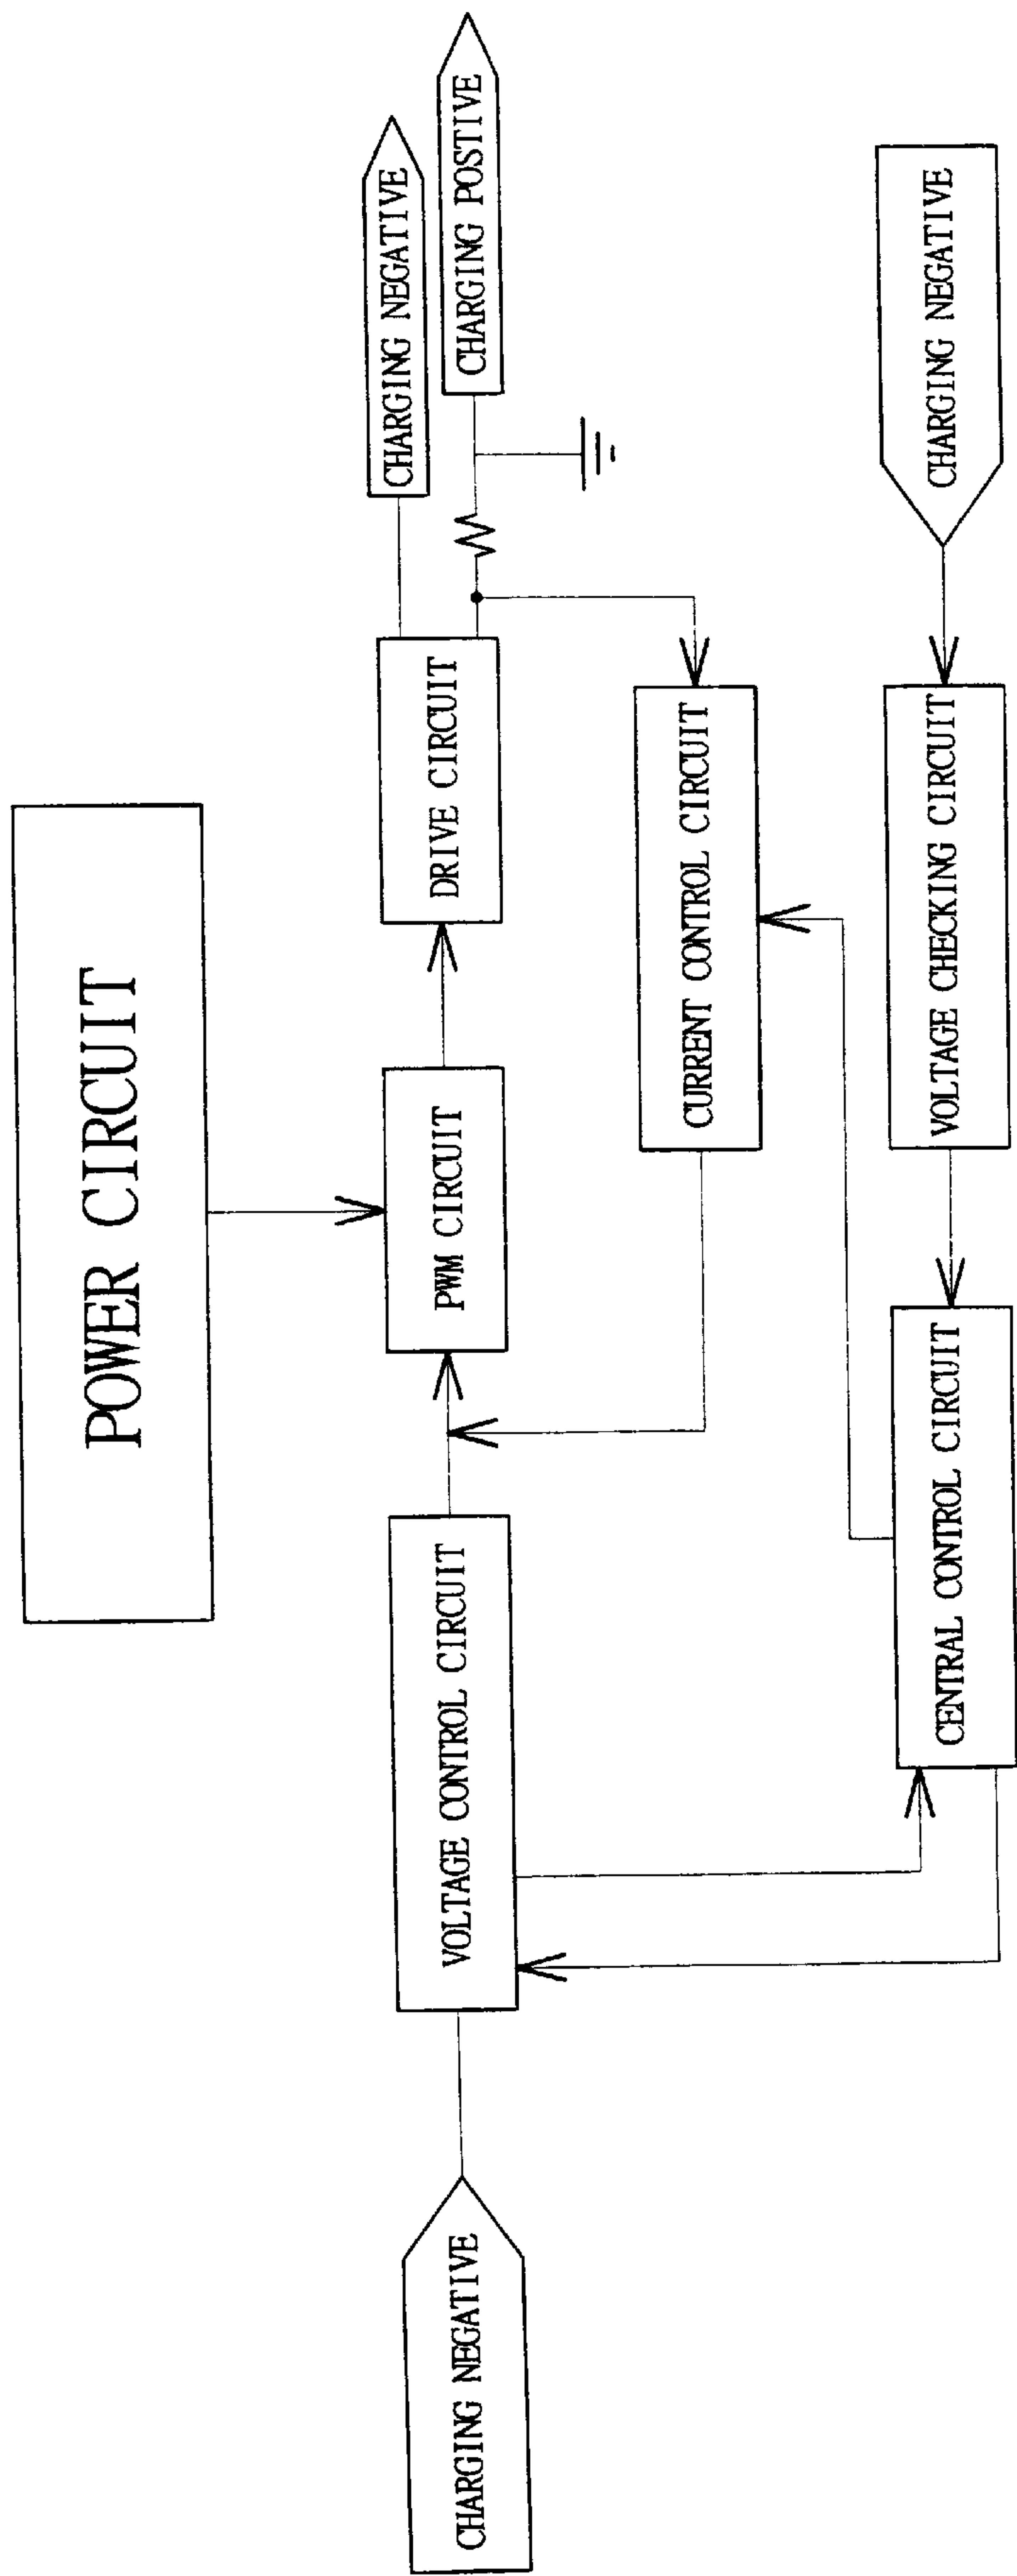 POWER CIRCUIT
CHARGING NEGATIVE
VOLTAGE CONTROL CIRCUIT
PWM CIRCUIT
DRIVE CIRCUIT
CHARGING NEGATIVE
CHARGING POSTIVE
CURRENT CONTROL CIRCUIT
CENTRAL CONTROL CIRCUIT
VOLTAGE CHECKING CIRCUIT
CHARGING NEGATIVE